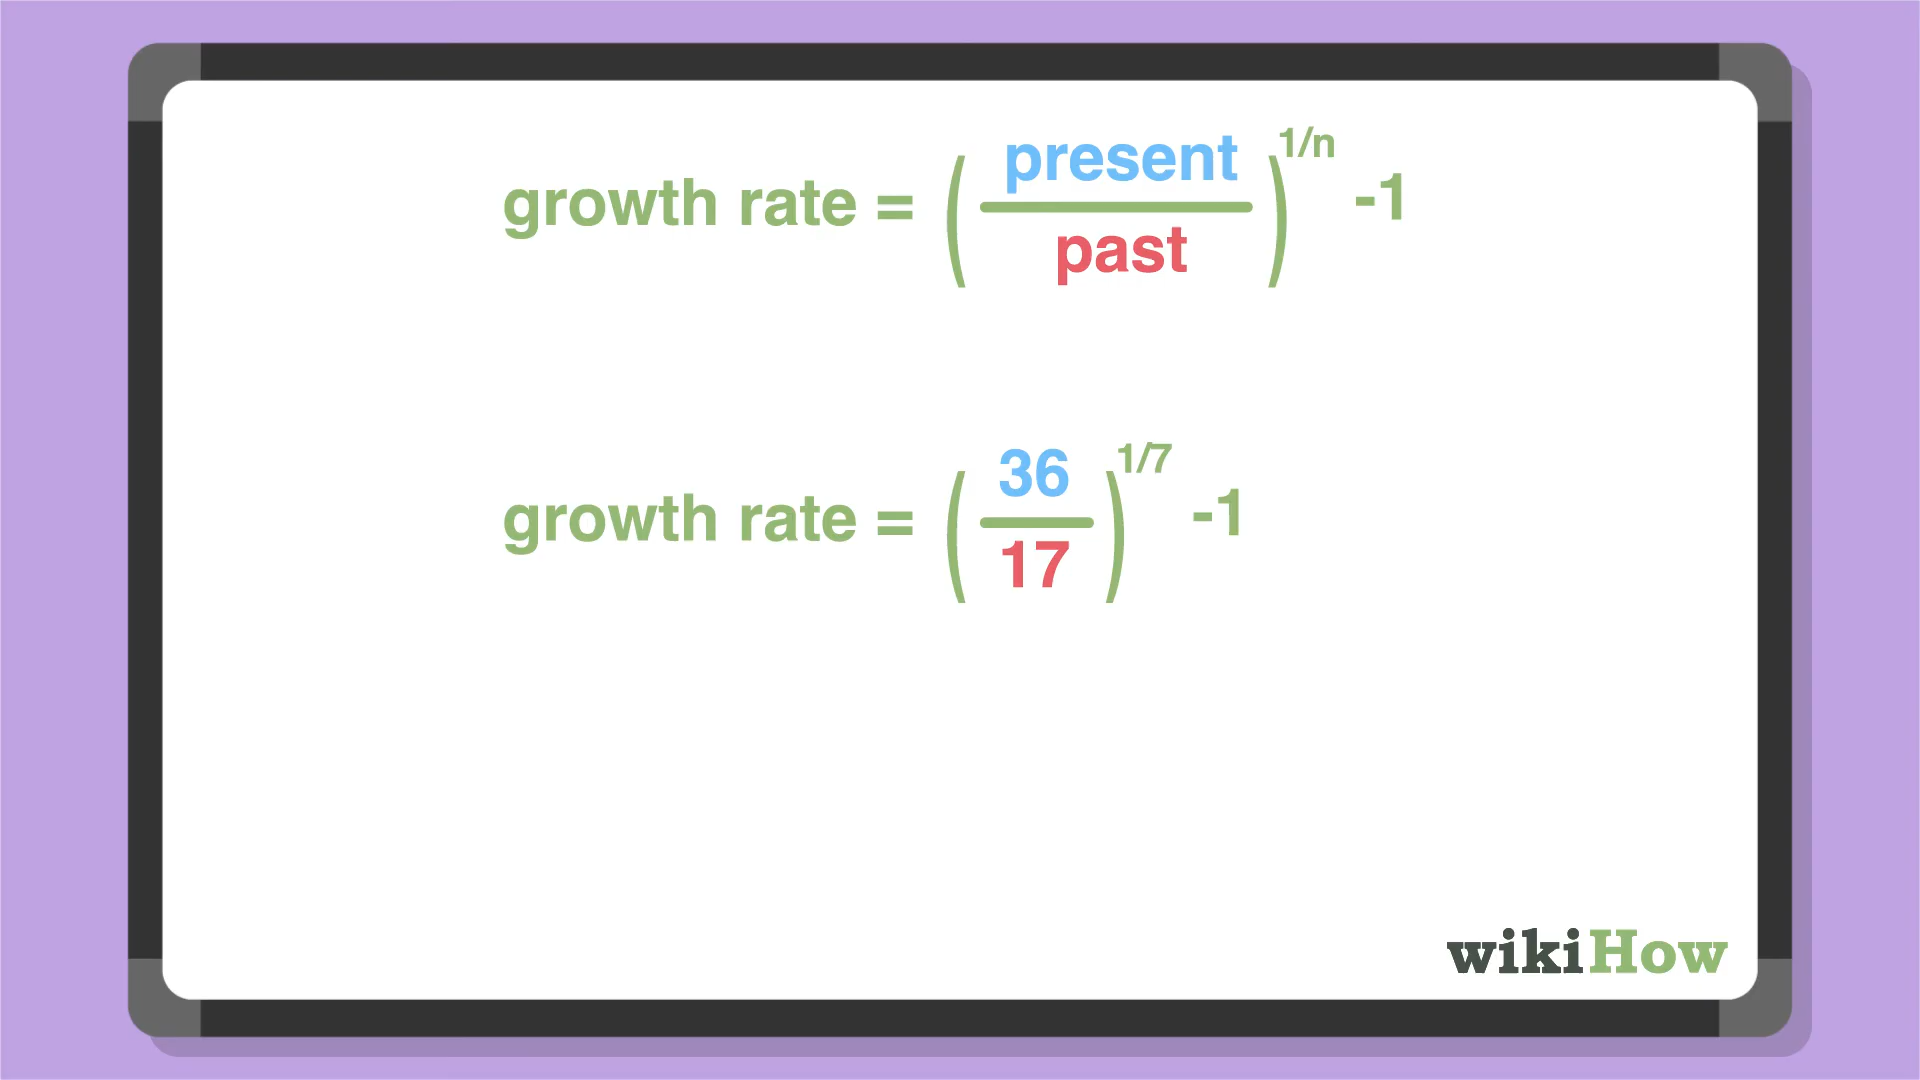 growth rate = ( present / past )^1/n -1
growth rate = ( 36 / 17 )^1/7 -1
wikiHow